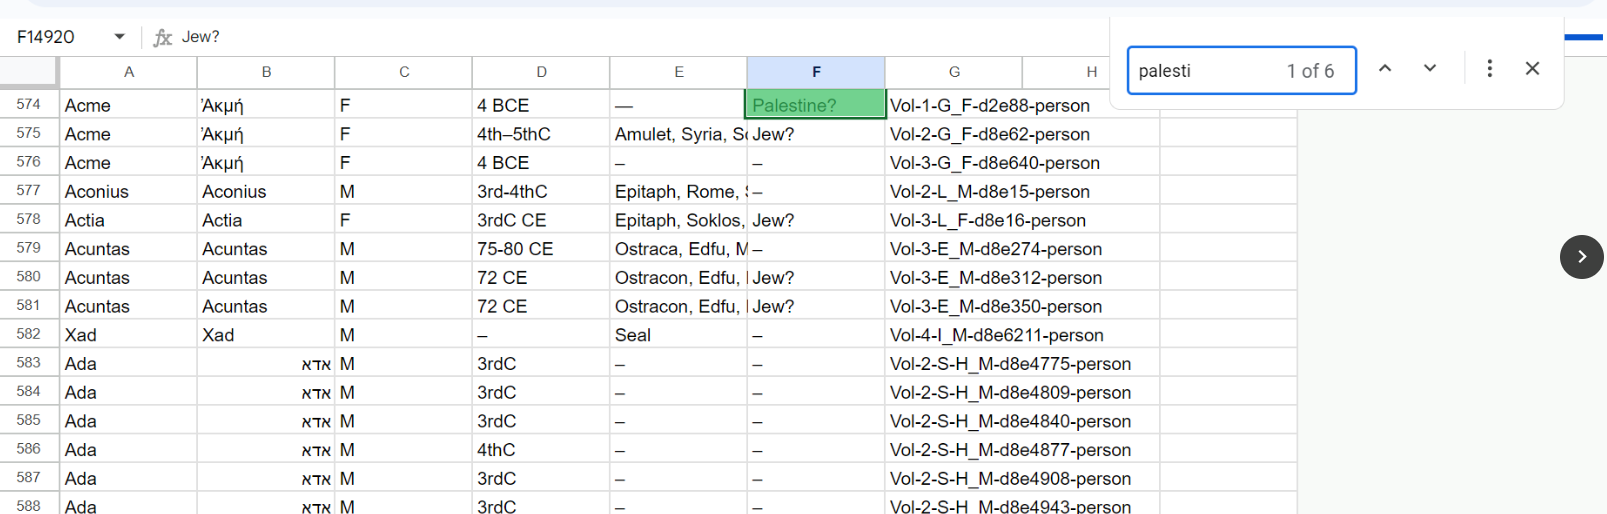 F14920 fx Jew?
palesti 1 of 6
A B C D E F G H
574 Acme Ἀκμή F 4 BCE — Palestine? Vol-1-G_F-d2e88-person
575 Acme Ἀκμή F 4th–5thC Amulet, Syria, Jew? Vol-2-G_F-d8e62-person
576 Acme Ἀκμή F 4 BCE – – Vol-3-G_F-d8e640-person
577 Aconius Aconius M 3rd-4thC Epitaph, Rome, – Vol-2-L_M-d8e15-person
578 Actia Actia F 3rdC CE Epitaph, Soklos, Jew? Vol-3-L_F-d8e16-person
579 Acuntas Acuntas M 75-80 CE Ostraca, Edfu, – Vol-3-E_M-d8e274-person
580 Acuntas Acuntas M 72 CE Ostracon, Edfu, Jew? Vol-3-E_M-d8e312-person
581 Acuntas Acuntas M 72 CE Ostracon, Edfu, Jew? Vol-3-E_M-d8e350-person
582 Xad Xad M – Seal – Vol-4-I_M-d8e6211-person
583 Ada אדא M 3rdC – – Vol-2-S-H_M-d8e4775-person
584 Ada אדא M 3rdC – – Vol-2-S-H_M-d8e4809-person
585 Ada אדא M 3rdC – – Vol-2-S-H_M-d8e4840-person
586 Ada אדא M 4thC – – Vol-2-S-H_M-d8e4877-person
587 Ada אדא M 3rdC – – Vol-2-S-H_M-d8e4908-person
588 Ada אדא M 3rdC – – Vol-2-S-H_M-d8e4943-person